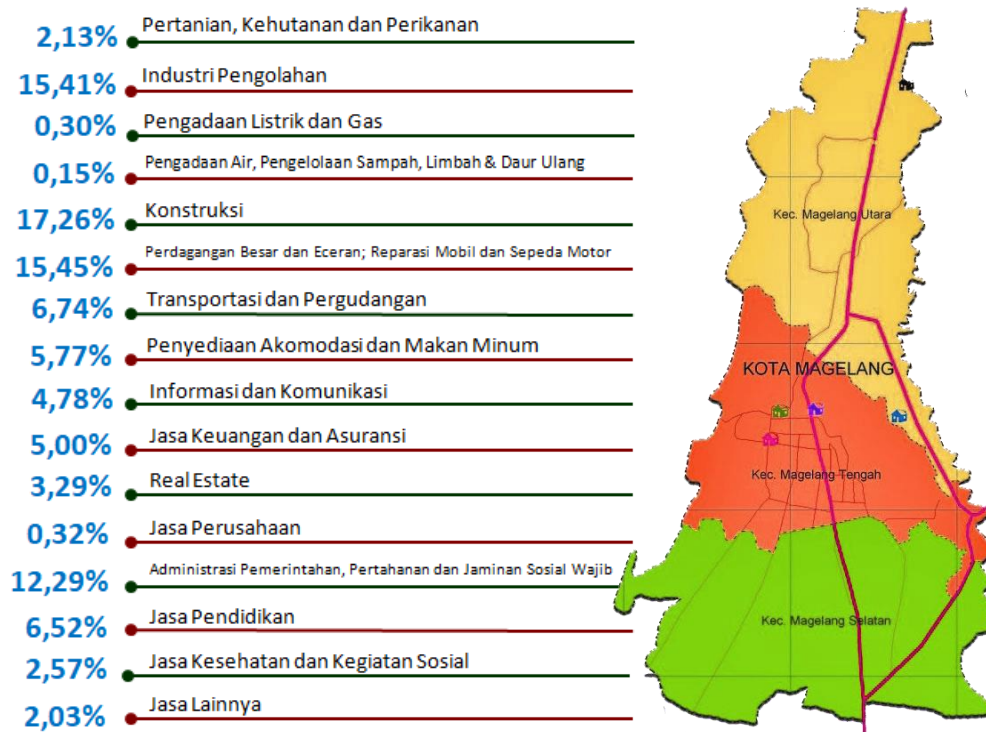 2,13% Pertanian, Kehutanan dan Perikanan
15,41% Industri Pengolahan
0,30% Pengadaan Listrik dan Gas
0,15% Pengadaan Air, Pengelolaan Sampah, Limbah & Daur Ulang
17,26% Konstruksi
15,45% Perdagangan Besar dan Eceran; Reparasi Mobil dan Sepeda Motor
6,74% Transportasi dan Pergudangan
5,77% Penyediaan Akomodasi dan Makan Minum
4,78% Informasi dan Komunikasi
5,00% Jasa Keuangan dan Asuransi
3,29% Real Estate
0,32% Jasa Perusahaan
12,29% Administrasi Pemerintahan, Pertahanan dan Jaminan Sosial Wajib
6,52% Jasa Pendidikan
2,57% Jasa Kesehatan dan Kegiatan Sosial
2,03% Jasa Lainnya
Kec. Magelang Utara
KOTA MAGELANG
Kec. Magelang Tengah
Kec. Magelang Selatan